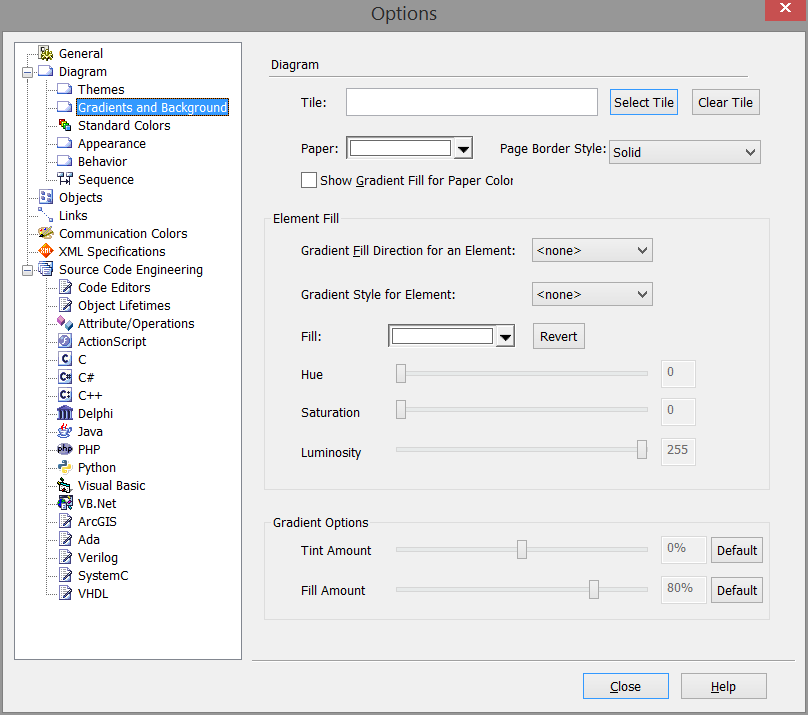 Options
General
Diagram
Themes
Gradients and Background
Standard Colors
Appearance
Behavior
Sequence
Objects
Links
Communication Colors
XML Specifications
Source Code Engineering
Code Editors
Object Lifetimes
Attribute/Operations
ActionScript
C
C#
C++
Delphi
Java
PHP
Python
Visual Basic
VB.Net
ArcGIS
Ada
Verilog
SystemC
VHDL
Diagram
Tile: Select Tile Clear Tile
Paper: Page Border Style: Solid
Show Gradient Fill for Paper Color
Element Fill
Gradient Fill Direction for an Element: <none>
Gradient Style for Element: <none>
Fill: Revert
Hue 0
Saturation 0
Luminosity 255
Gradient Options
Tint Amount 0% Default
Fill Amount 80% Default
Close Help